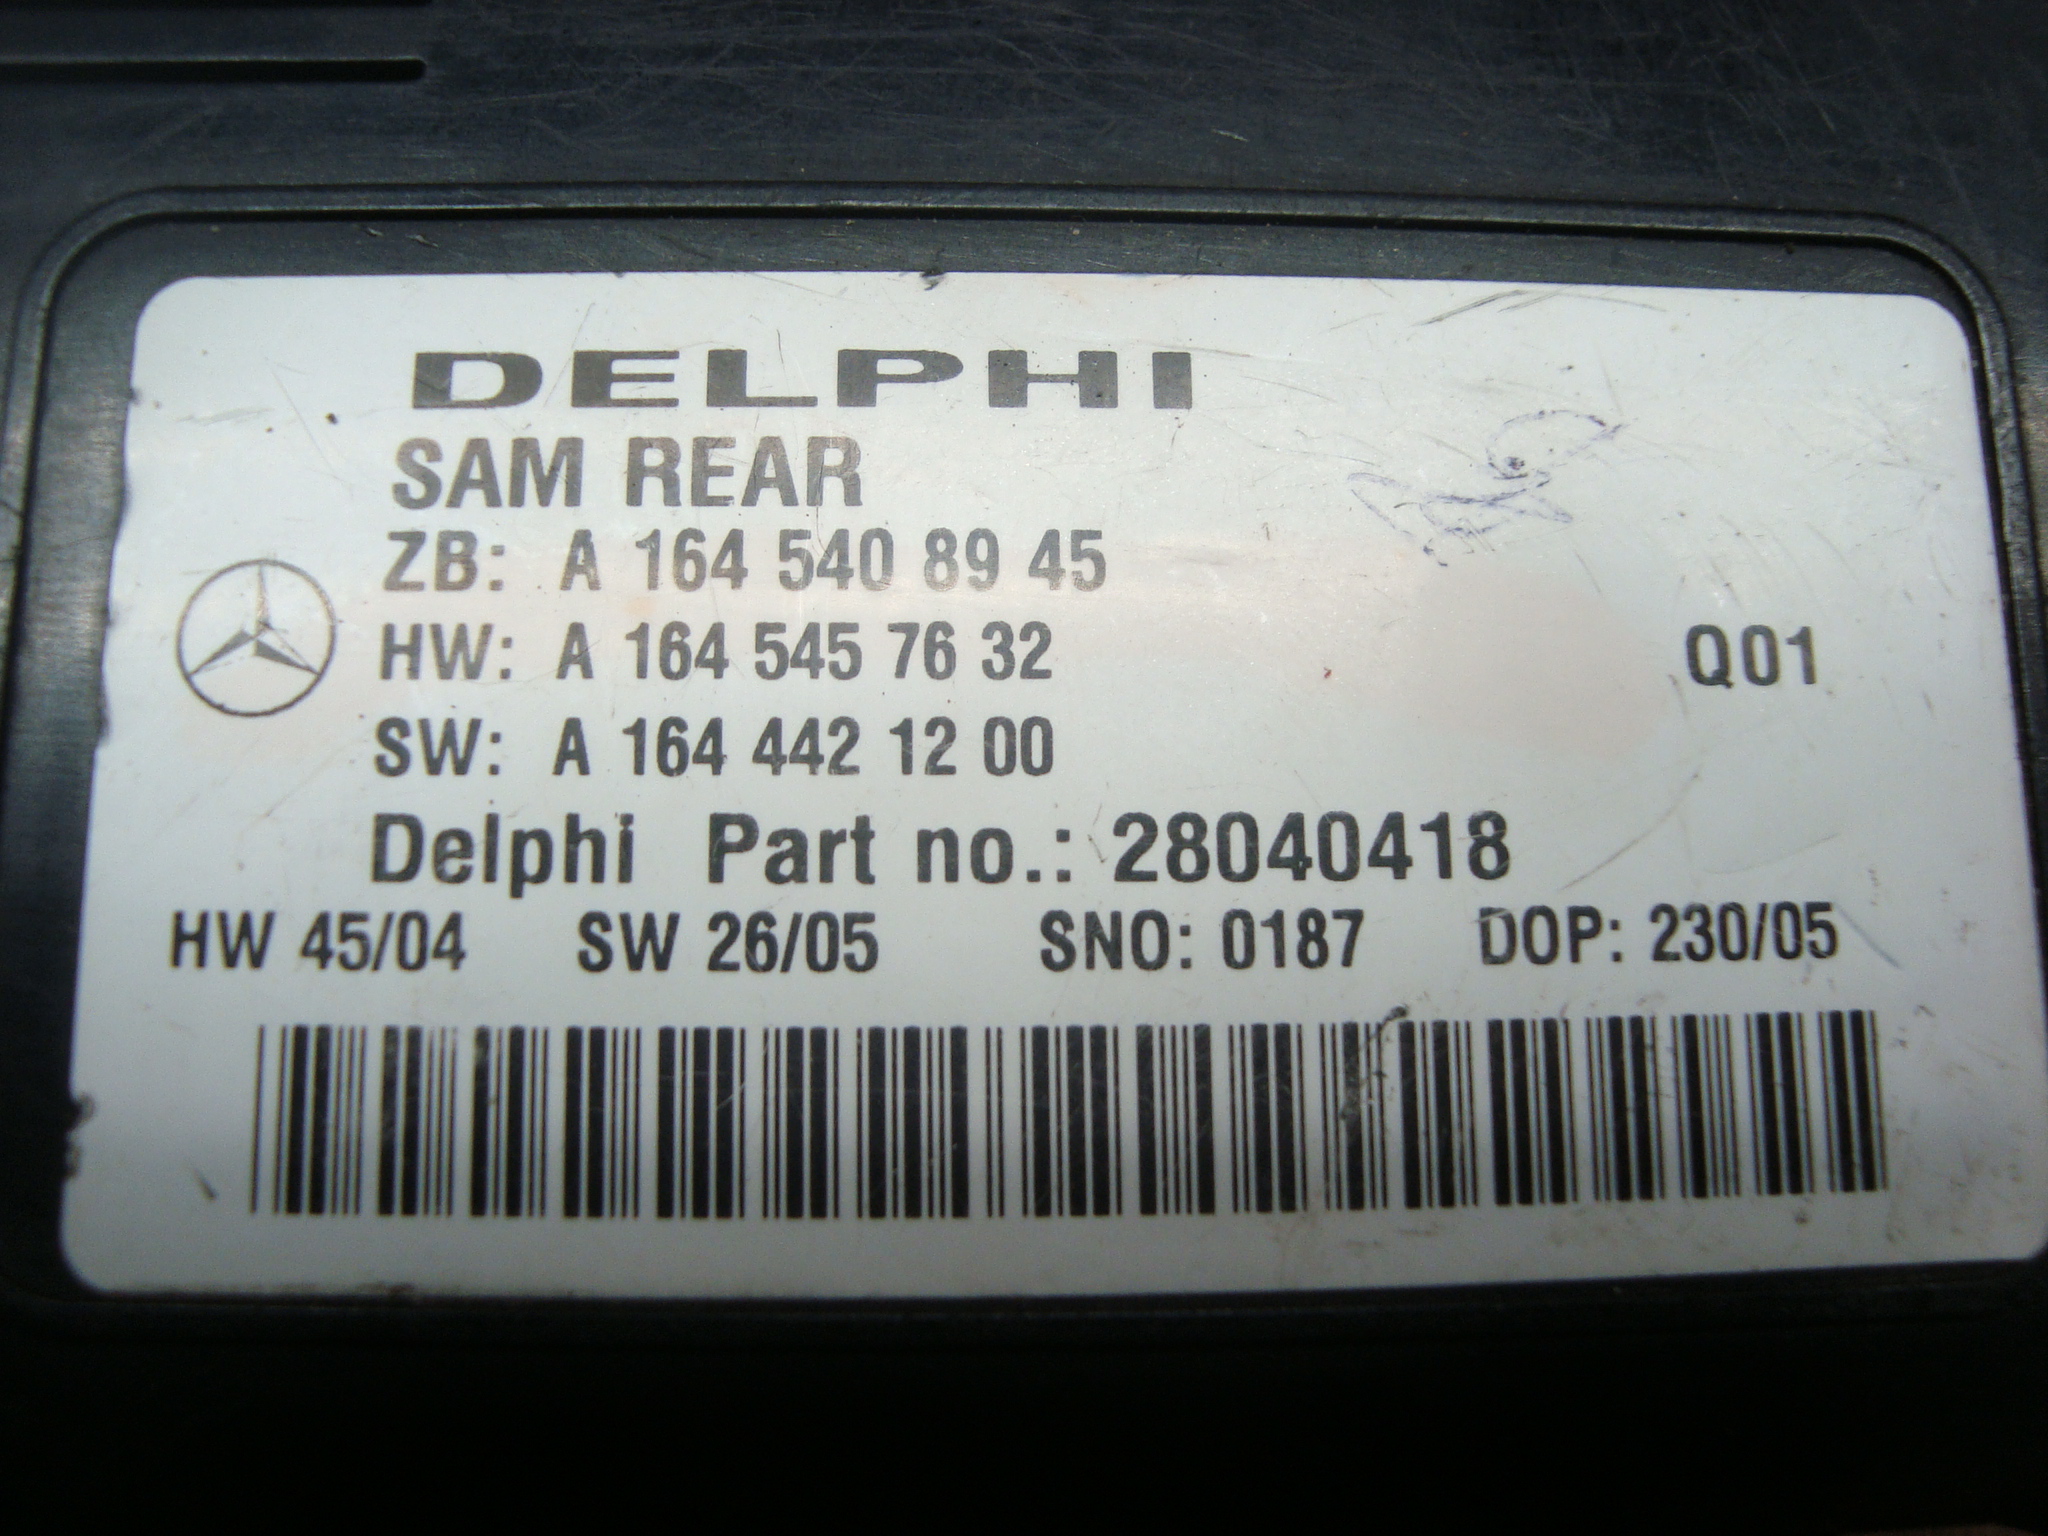 DELPHI
SAM REAR
ZB: A 164 540 89 45
HW: A 164 545 76 32 Q01
SW: A 164 442 12 00
Delphi Part no.: 28040418
HW 45/04 SW 26/05 SNO: 0187 DOP: 230/05